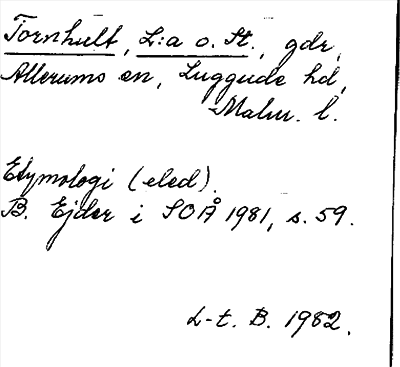 Tornhult, L:a o. St., gdr,
Allerums sn, Luggude hd,
Malm. l.
Etymologi (eled).
B. Ejder i SOÅ 1981, s. 59.
L-t. B. 1982.